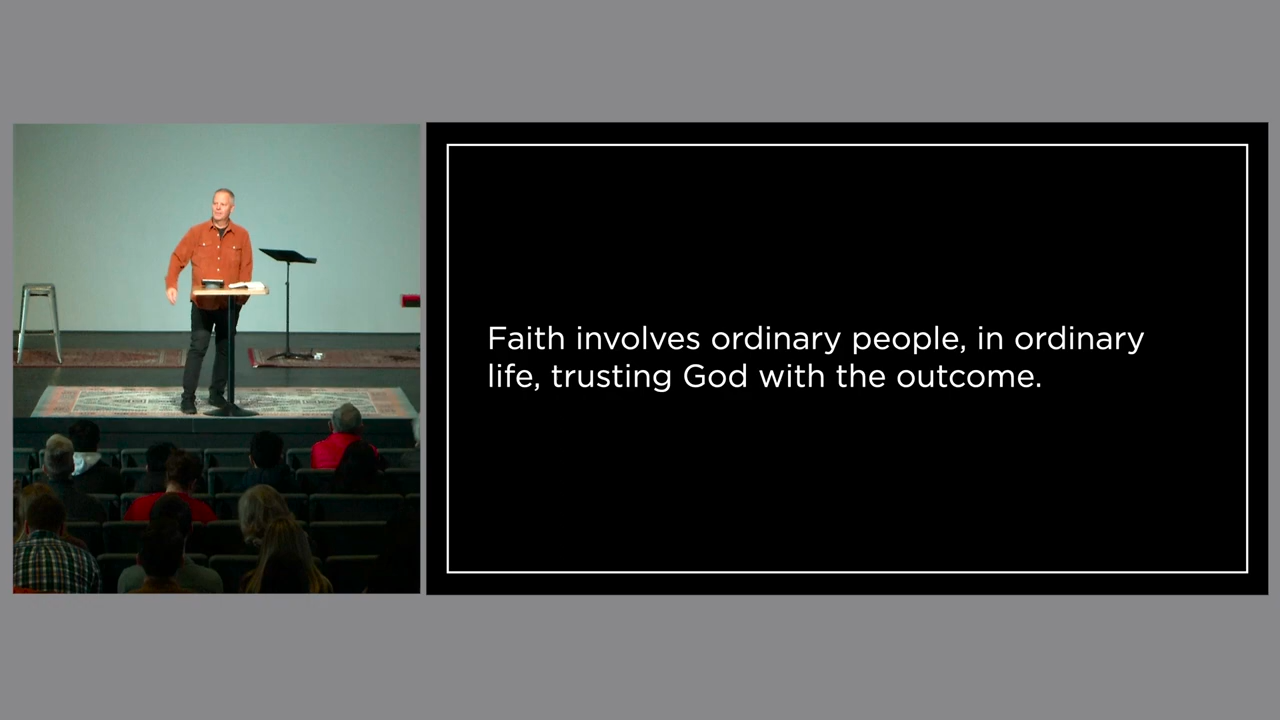 Faith involves ordinary people, in ordinary
life, trusting God with the outcome.